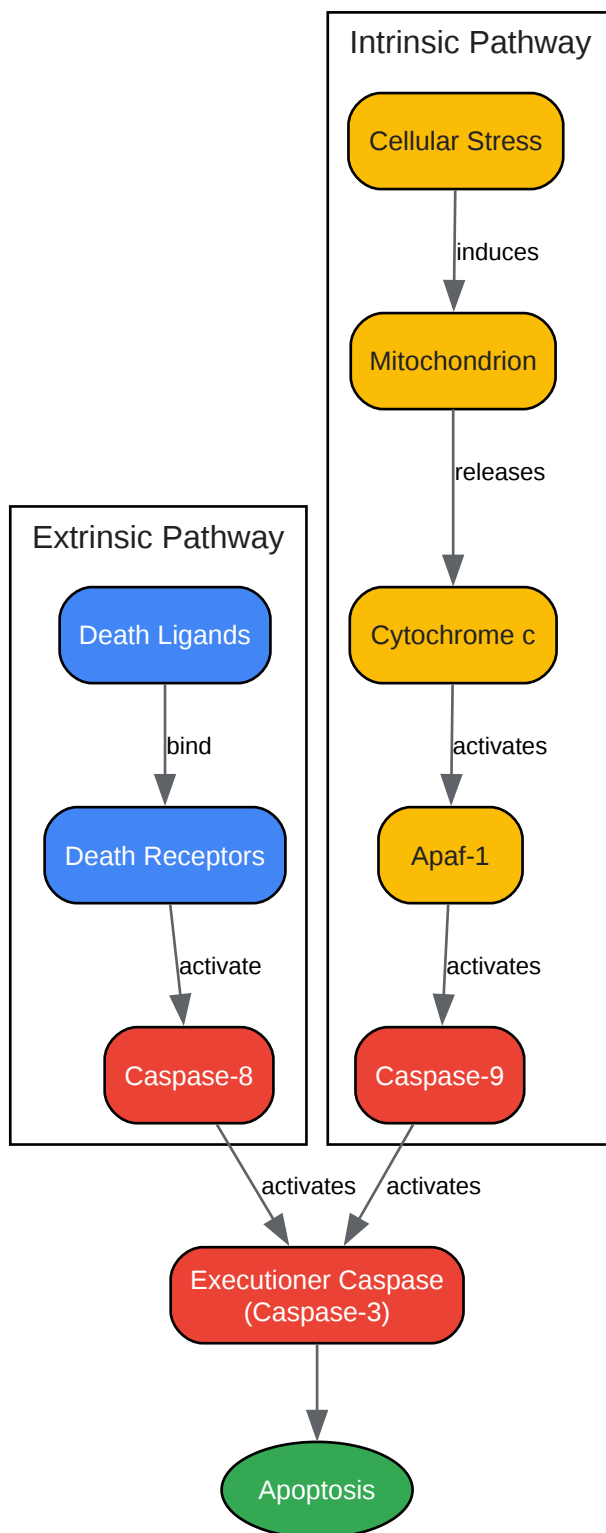 Intrinsic Pathway
Cellular Stress
induces
Mitochondrion
releases
Extrinsic Pathway
Death Ligands
Cytochrome c
bind
activates
Death Receptors
Apaf-1
activate
activates
Caspase-8
Caspase-9
activates
activates
Executioner Caspase
(Caspase-3)
Apoptosis